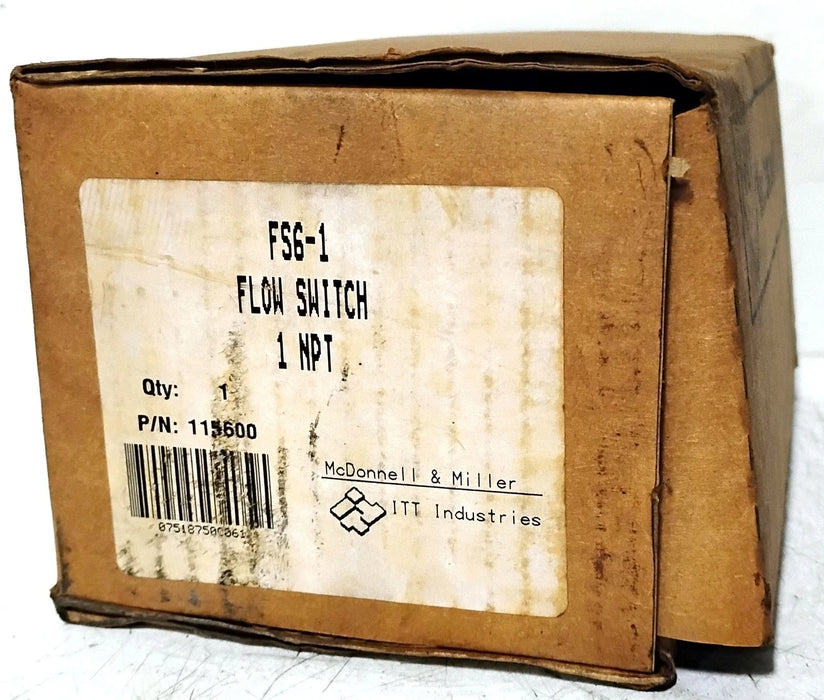 FS6-1
FLOW SWITCH
1 NPT
Qty: 1
P/N: 115600
McDonnell & Miller
ITT Industries